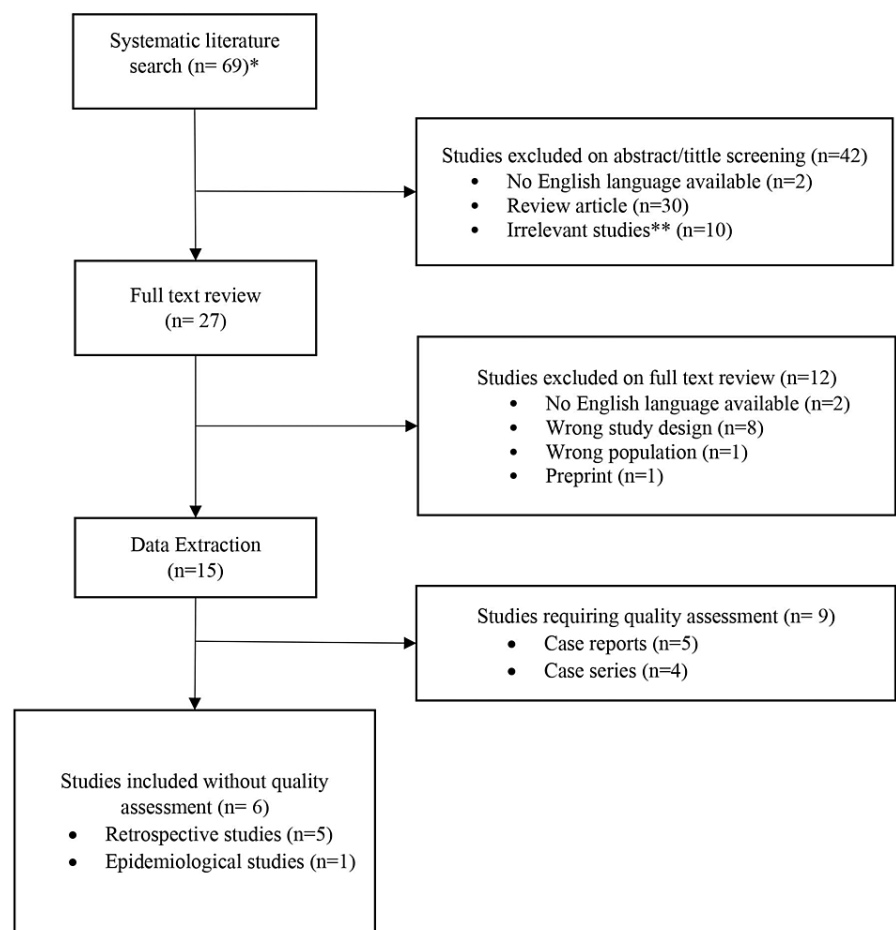 Systematic literature
search (n= 69)*
Studies excluded on abstract/tittle screening (n=42)
• No English language available (n=2)
• Review article (n=30)
• Irrelevant studies** (n=10)
Full text review
(n= 27)
Studies excluded on full text review (n=12)
• No English language available (n=2)
• Wrong study design (n=8)
• Wrong population (n=1)
• Preprint (n=1)
Data Extraction
(n=15)
Studies requiring quality assessment (n= 9)
• Case reports (n=5)
• Case series (n=4)
Studies included without quality
assessment (n= 6)
• Retrospective studies (n=5)
• Epidemiological studies (n=1)